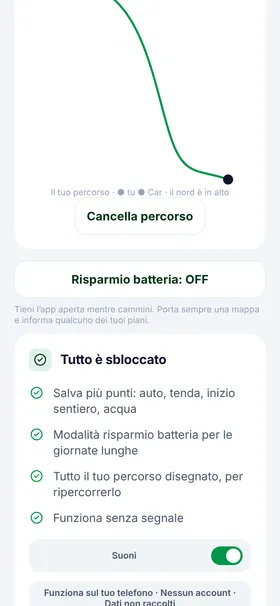 Il tuo percorso · ● tu ● Car · il nord è in alto
Cancella percorso
Risparmio batteria: OFF
Tieni l'app aperta mentre cammini. Porta sempre una mappa
e informa qualcuno dei tuoi piani.
Tutto è sbloccato
Salva più punti: auto, tenda, inizio
sentiero, acqua
Modalità risparmio batteria per le
giornate lunghe
Tutto il tuo percorso disegnato, per
ripercorrerlo
Funziona senza segnale
Suoni
Funziona sul tuo telefono · Nessun account ·
Dati non raccolti